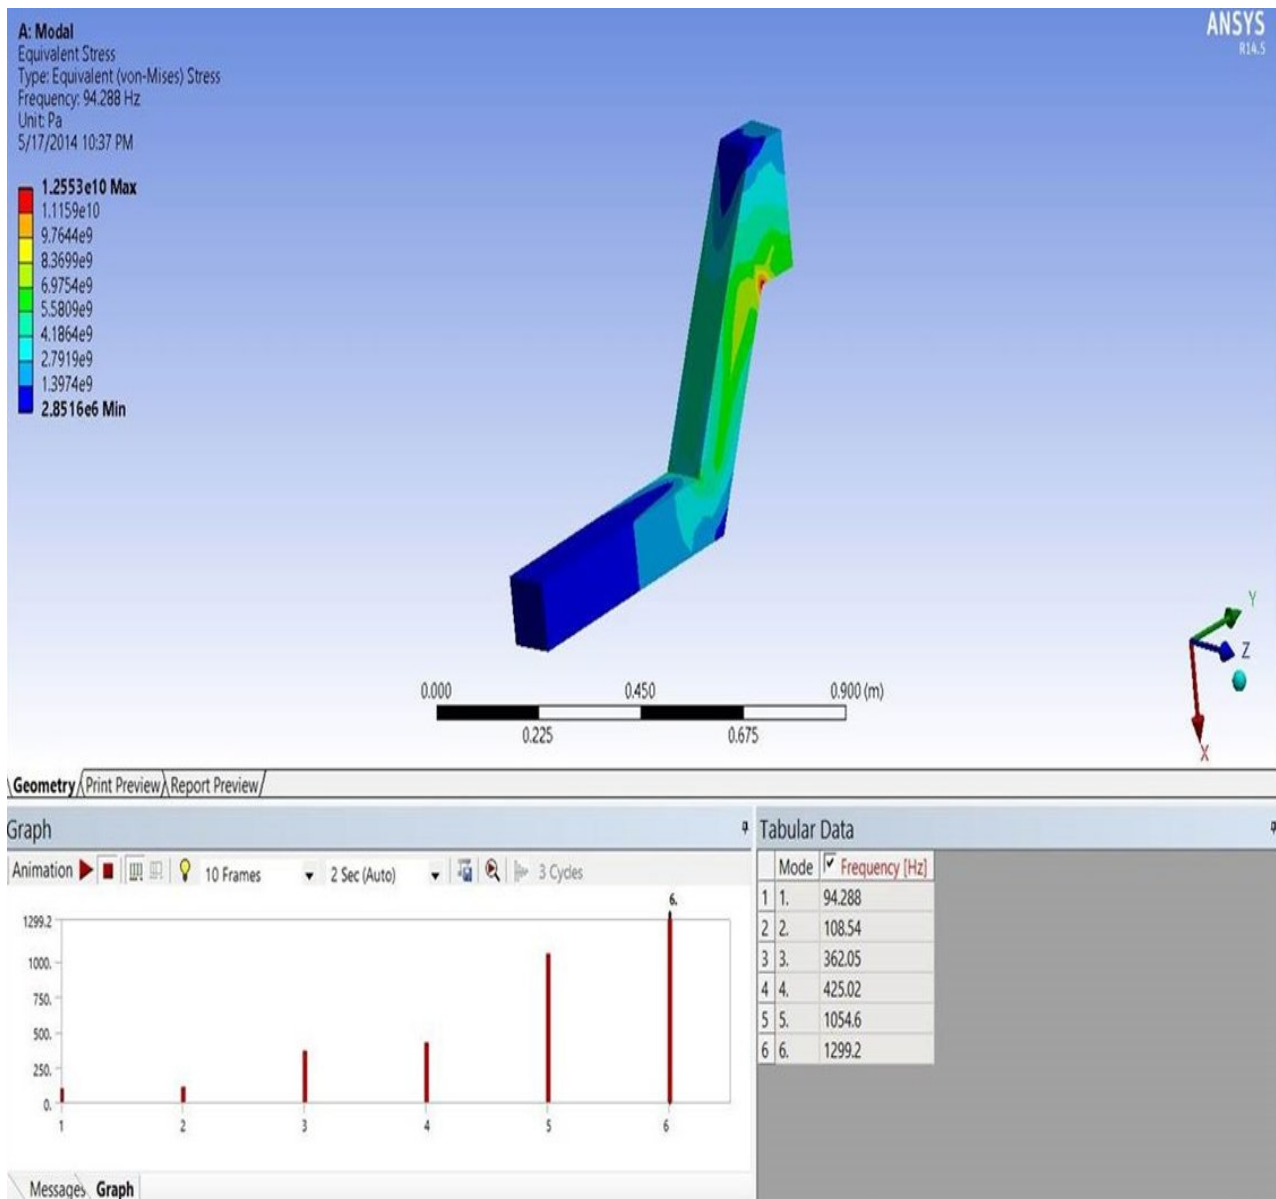 A: Modal
Equivalent Stress
Type: Equivalent (von-Mises) Stress
Frequency: 94.288 Hz
Unit: Pa
5/17/2014 10:37 PM
ANSYS
R14.5
1.2553e10 Max
1.1159e10
9.7644e9
8.3699e9
6.9754e9
5.5809e9
4.1864e9
2.7919e9
1.3974e9
2.8516e6 Min
Y
Z
X
0.000 0.450 0.900 (m)
0.225 0.675
Geometry Print Preview Report Preview
Graph
Animation 10 Frames 2 Sec (Auto) 3 Cycles
6.
1299.2
1000.
750.
500.
250.
0.
1 2 3 4 5 6
Messages Graph
Tabular Data
Mode Frequency [Hz]
1 1. 94.288
2 2. 108.54
3 3. 362.05
4 4. 425.02
5 5. 1054.6
6 6. 1299.2